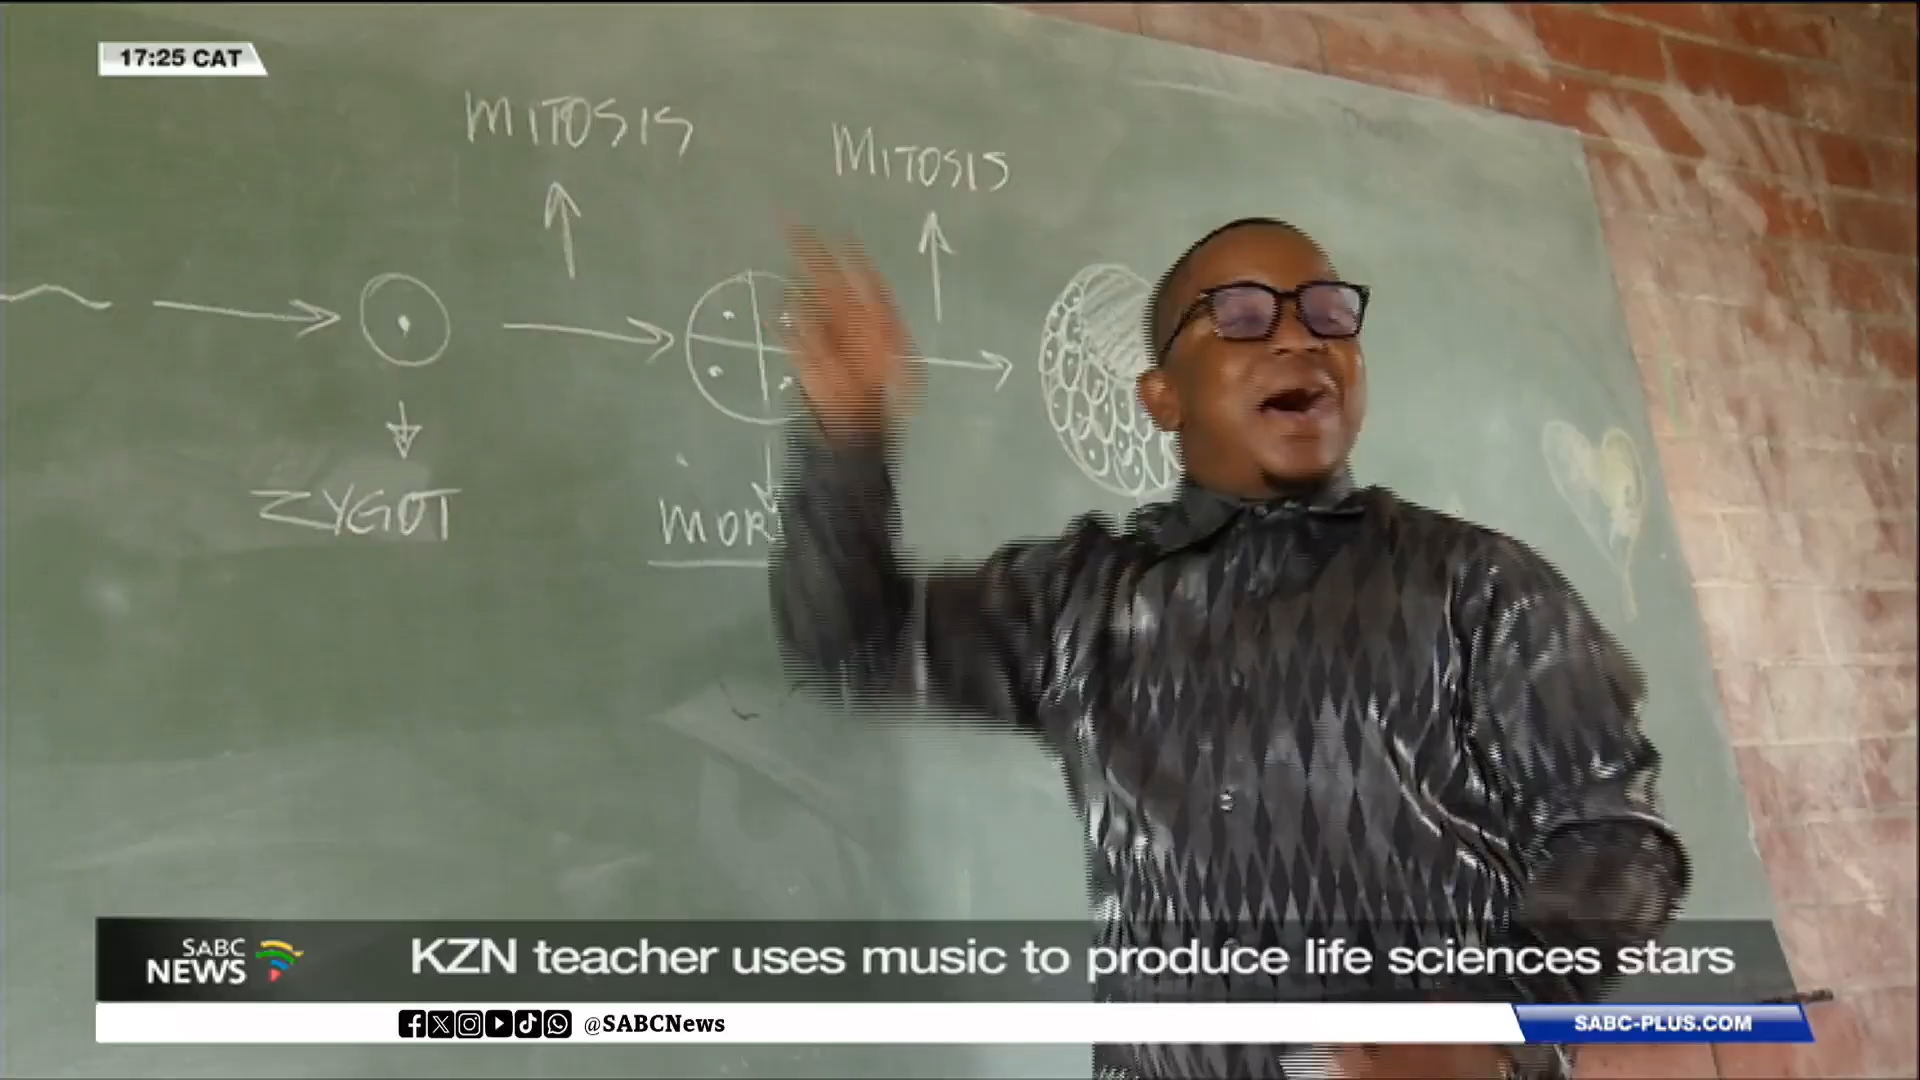 17:25 CAT
MITOSIS
MITOSIS
ZYGOT
MOR
SABC
NEWS
KZN teacher uses music to produce life sciences stars
@SABCNews
SABC-PLUS.COM